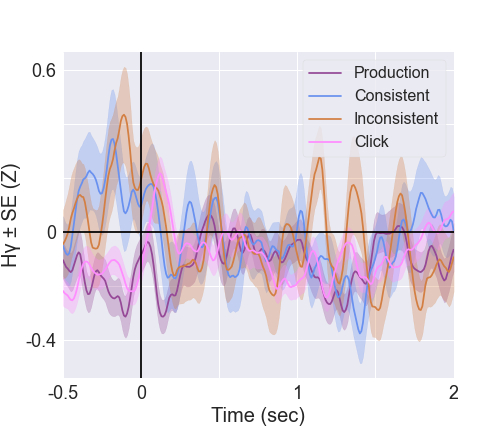 Production
Consistent
Inconsistent
Click
0.6
0
-0.4
Hγ ± SE (Z)
-0.5
0
1
2
Time (sec)